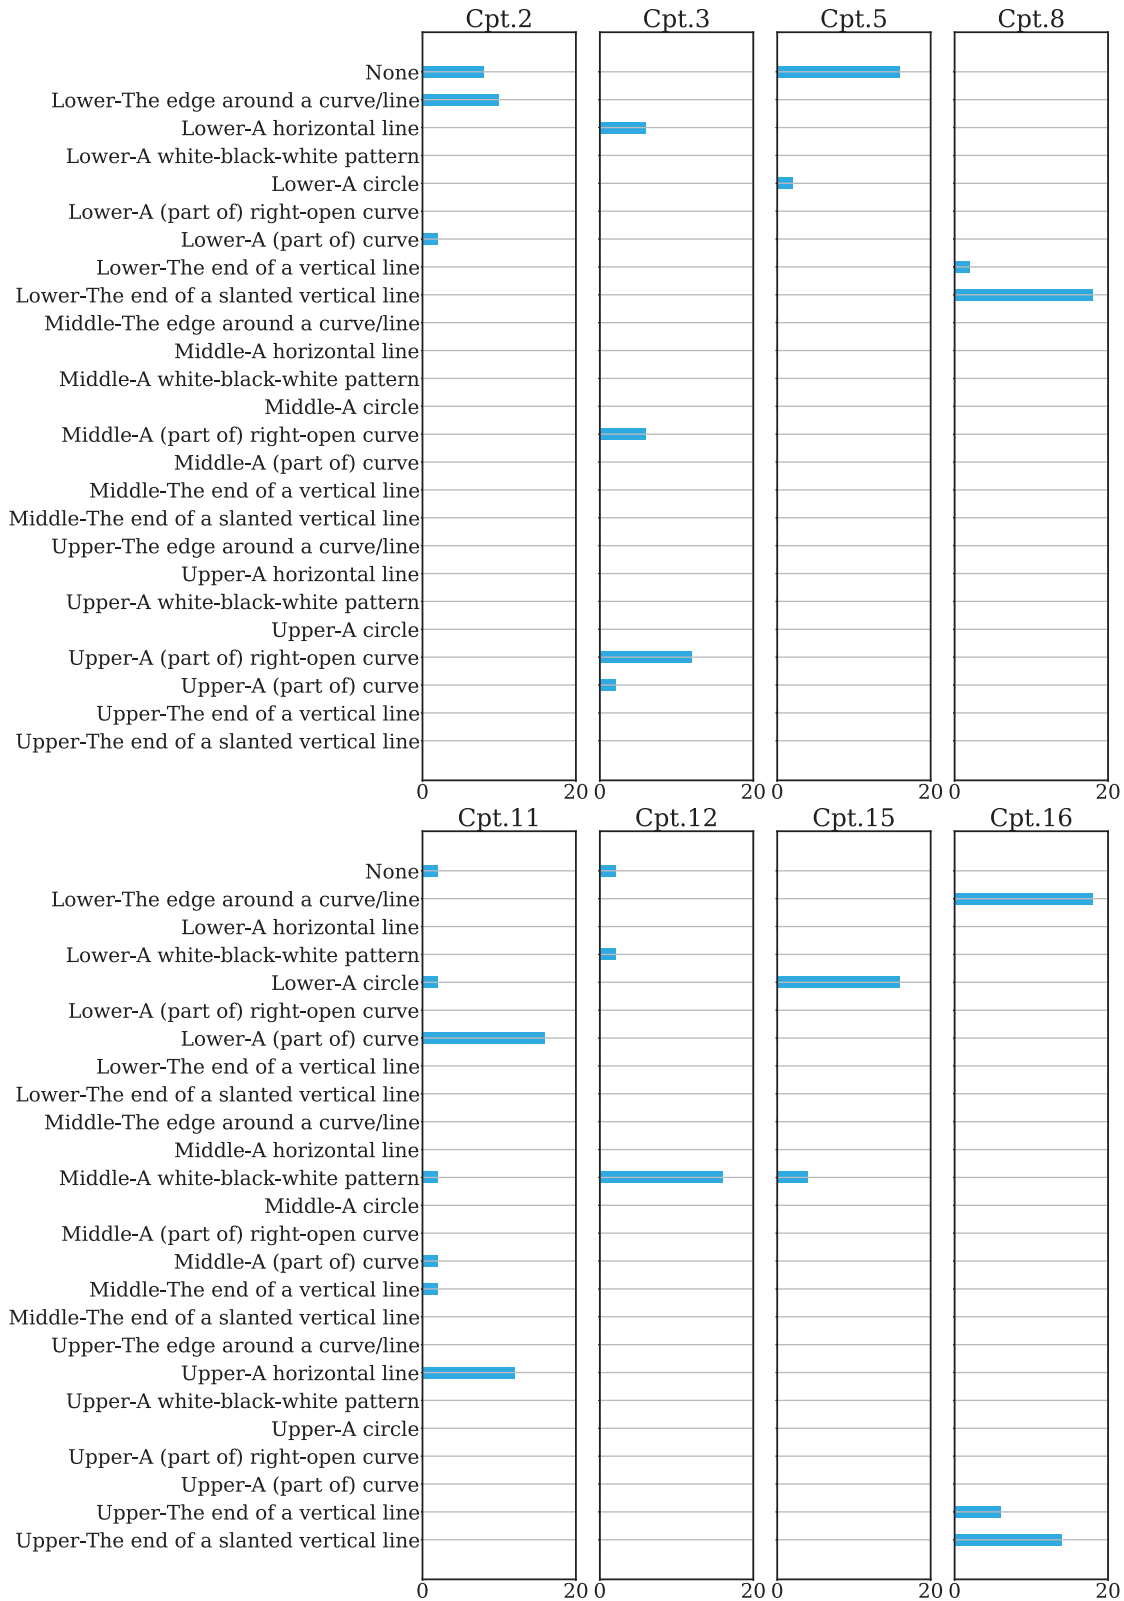 Cpt.2 Cpt.3 Cpt.5 Cpt.8
None
Lower-The edge around a curve/line
Lower-A horizontal line
Lower-A white-black-white pattern
Lower-A circle
Lower-A (part of) right-open curve
Lower-A (part of) curve
Lower-The end of a vertical line
Lower-The end of a slanted vertical line
Middle-The edge around a curve/line
Middle-A horizontal line
Middle-A white-black-white pattern
Middle-A circle
Middle-A (part of) right-open curve
Middle-A (part of) curve
Middle-The end of a vertical line
Middle-The end of a slanted vertical line
Upper-The edge around a curve/line
Upper-A horizontal line
Upper-A white-black-white pattern
Upper-A circle
Upper-A (part of) right-open curve
Upper-A (part of) curve
Upper-The end of a vertical line
Upper-The end of a slanted vertical line
0 20 0 20 0 20 0 20
Cpt.11 Cpt.12 Cpt.15 Cpt.16
None
Lower-The edge around a curve/line
Lower-A horizontal line
Lower-A white-black-white pattern
Lower-A circle
Lower-A (part of) right-open curve
Lower-A (part of) curve
Lower-The end of a vertical line
Lower-The end of a slanted vertical line
Middle-The edge around a curve/line
Middle-A horizontal line
Middle-A white-black-white pattern
Middle-A circle
Middle-A (part of) right-open curve
Middle-A (part of) curve
Middle-The end of a vertical line
Middle-The end of a slanted vertical line
Upper-The edge around a curve/line
Upper-A horizontal line
Upper-A white-black-white pattern
Upper-A circle
Upper-A (part of) right-open curve
Upper-A (part of) curve
Upper-The end of a vertical line
Upper-The end of a slanted vertical line
0 20 0 20 0 20 0 20